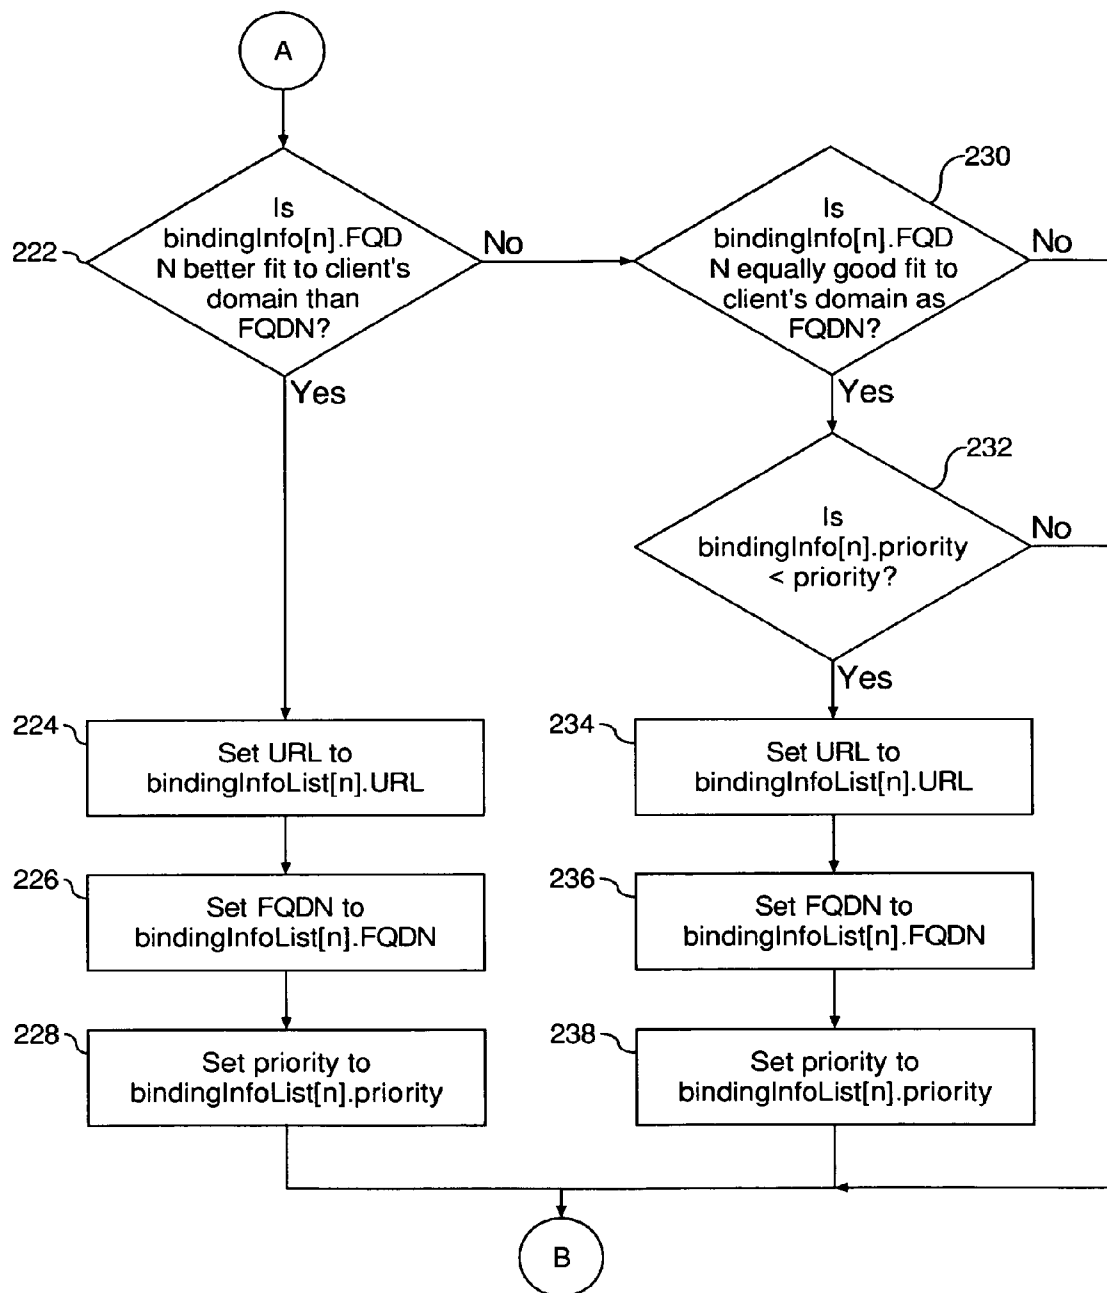 A
Is
bindingInfo[n].FQD
N better fit to client's
domain than
FQDN?
222
No
Yes
230
Is
bindingInfo[n].FQD
N equally good fit to
client's domain as
FQDN?
No
Yes
232
Is
bindingInfo[n].priority
< priority?
No
Yes
224
Set URL to
bindingInfoList[n].URL
226
Set FQDN to
bindingInfoList[n].FQDN
228
Set priority to
bindingInfoList[n].priority
234
Set URL to
bindingInfoList[n].URL
236
Set FQDN to
bindingInfoList[n].FQDN
238
Set priority to
bindingInfoList[n].priority
B